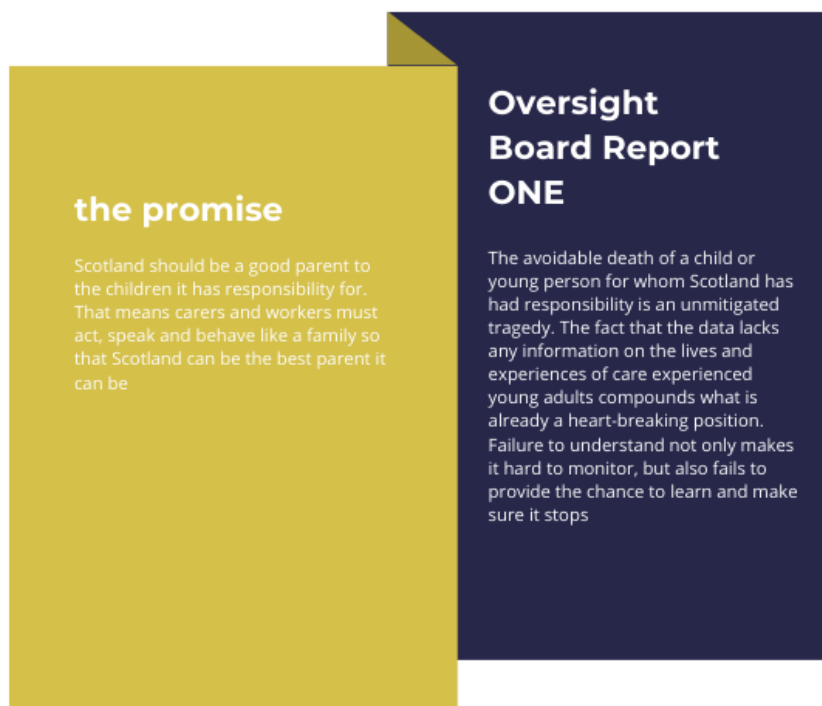 the promise
Scotland should be a good parent to
the children it has responsibility for.
That means carers and workers must
act, speak and behave like a family so
that Scotland can be the best parent it
can be
Oversight
Board Report
ONE
The avoidable death of a child or
young person for whom Scotland has
had responsibility is an unmitigated
tragedy. The fact that the data lacks
any information on the lives and
experiences of care experienced
young adults compounds what is
already a heart-breaking position.
Failure to understand not only makes
it hard to monitor, but also fails to
provide the chance to learn and make
sure it stops